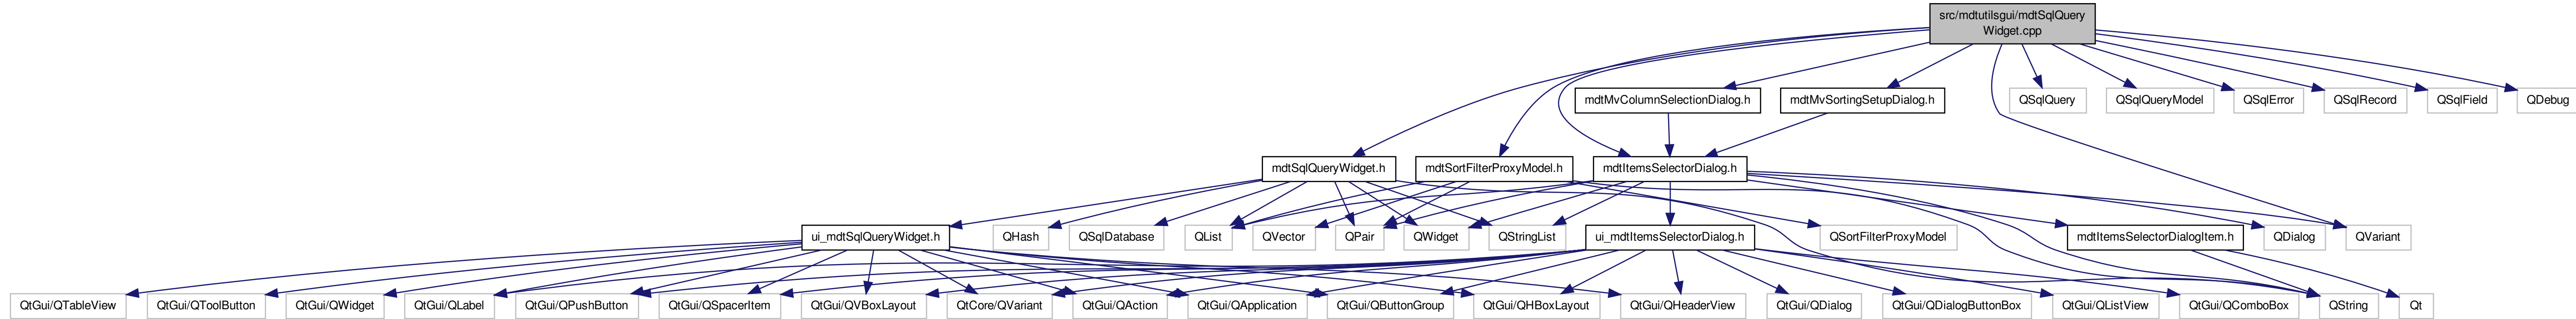 src/mdtutilsgui/mdtSqlQuery
Widget.cpp
mdtMvColumnSelectionDialog.h
mdtMvSortingSetupDialog.h
QSqlQuery
QSqlQueryModel
QSqlError
QSqlRecord
QSqlField
QDebug
mdtSqlQueryWidget.h
mdtSortFilterProxyModel.h
mdtItemsSelectorDialog.h
ui_mdtSqlQueryWidget.h
QHash
QSqlDatabase
QList
QVector
QPair
QWidget
QStringList
ui_mdtItemsSelectorDialog.h
QSortFilterProxyModel
mdtItemsSelectorDialogItem.h
QDialog
QVariant
QtGui/QTableView
QtGui/QToolButton
QtGui/QWidget
QtGui/QLabel
QtGui/QPushButton
QtGui/QSpacerItem
QtGui/QVBoxLayout
QtCore/QVariant
QtGui/QAction
QtGui/QApplication
QtGui/QButtonGroup
QtGui/QHBoxLayout
QtGui/QHeaderView
QtGui/QDialog
QtGui/QDialogButtonBox
QtGui/QListView
QtGui/QComboBox
QString
Qt